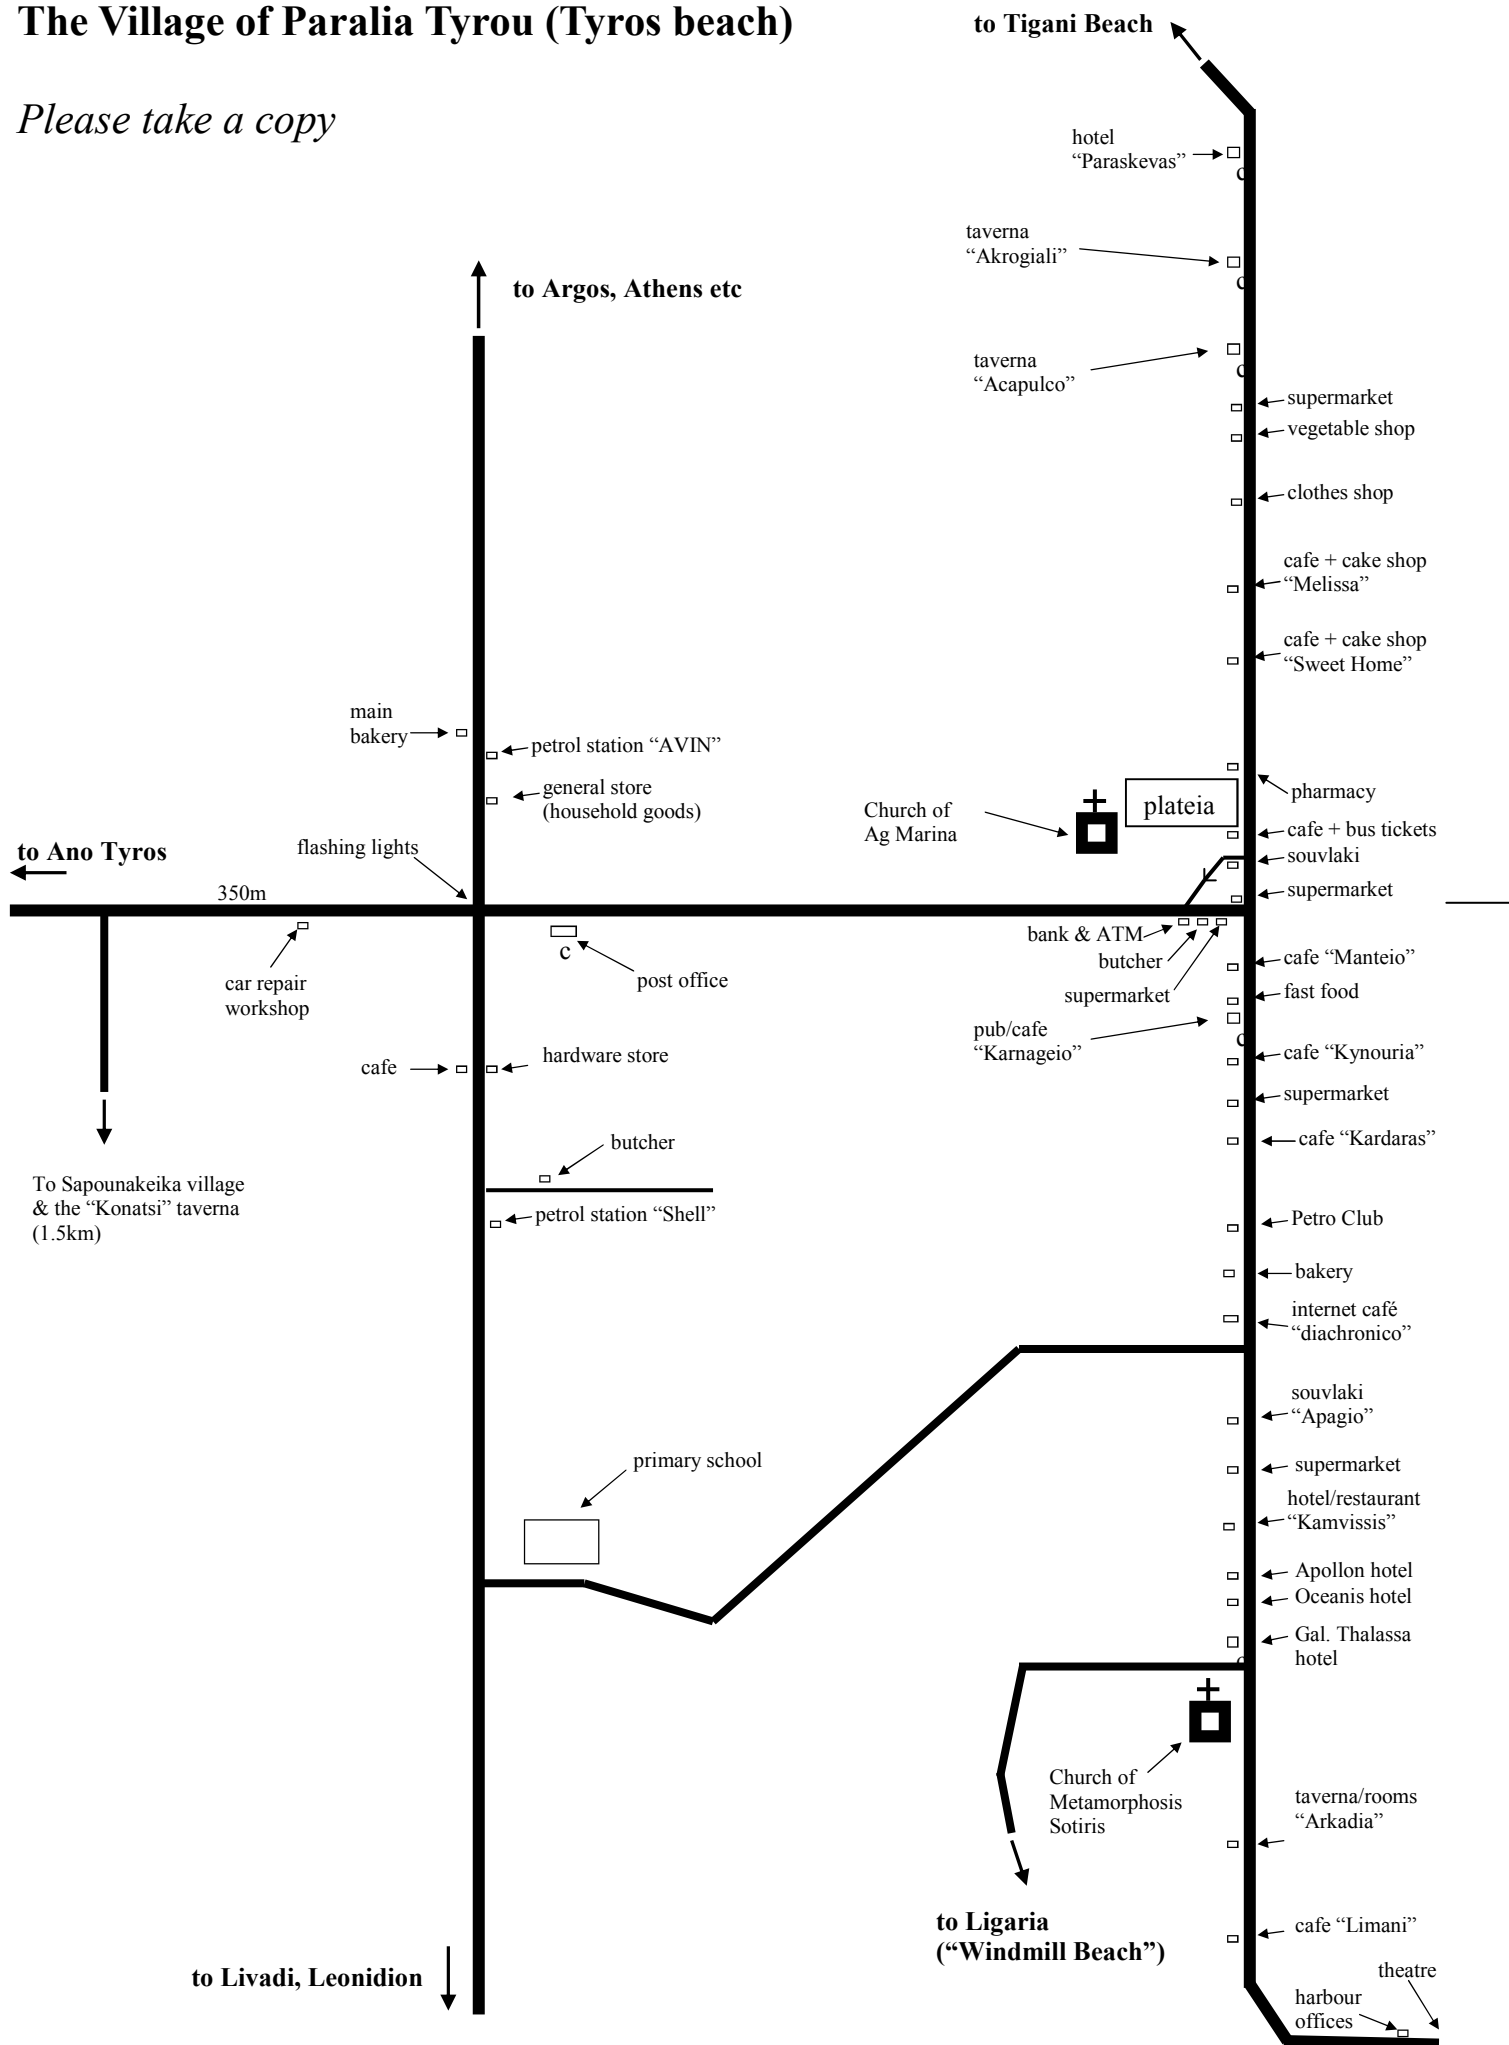 The Village of Paralia Tyrou (Tyros beach)
to Tigani Beach
Please take a copy
hotel
“Paraskevas”
c
taverna
“Akrogiali”
c
to Argos, Athens etc
taverna
“Acapulco”
c
supermarket
vegetable shop
clothes shop
cafe + cake shop
“Melissa”
cafe + cake shop
“Sweet Home”
main
bakery
petrol station “AVIN”
general store
(household goods)
pharmacy
plateia
Church of
Ag Marina
cafe + bus tickets
to Ano Tyros
flashing lights
souvlaki
350m
supermarket
bank & ATM
butcher
supermarket
c
post office
car repair
workshop
cafe “Manteio”
fast food
pub/cafe
“Karnageio”
c
cafe “Kynouria”
cafe
hardware store
supermarket
butcher
cafe “Kardaras”
To Sapounakeika village
& the “Konatsi” taverna
(1.5km)
petrol station “Shell”
Petro Club
bakery
internet café
“diachronico”
souvlaki
“Apagio”
primary school
supermarket
hotel/restaurant
“Kamvissis”
Apollon hotel
Oceanis hotel
Gal. Thalassa
hotel
c
Church of
Metamorphosis
Sotiris
taverna/rooms
“Arkadia”
to Ligaria
(“Windmill Beach”)
cafe “Limani”
to Livadi, Leonidion
theatre
harbour
offices